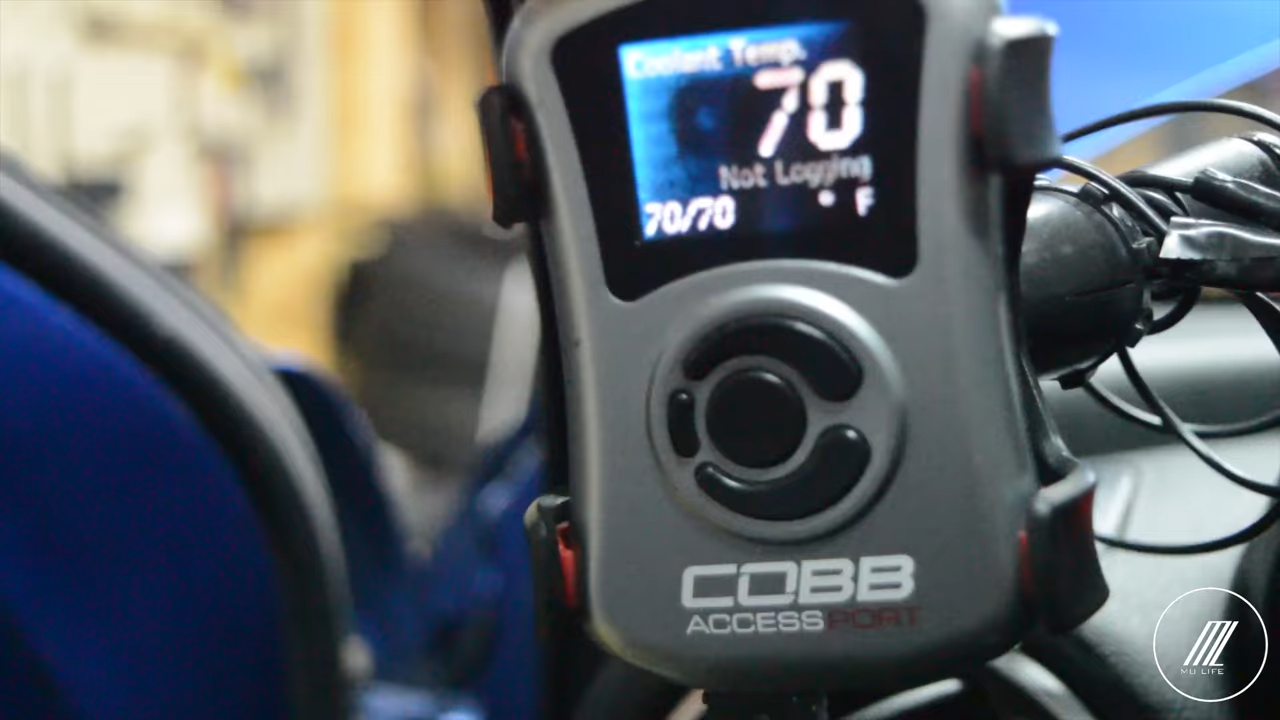 Coolant Temp.
70
Not Logging
70/70 ° F
COBB
ACCESSPORT
MU LIFE